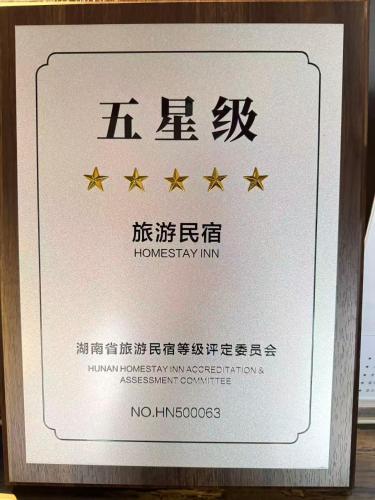 五星级
旅游民宿
HOMESTAY INN
湖南省旅游民宿等级评定委员会
HUNAN HOMESTAY INN ACCREDITATION &
ASSESSMENT COMMITTEE
NO.HN500063